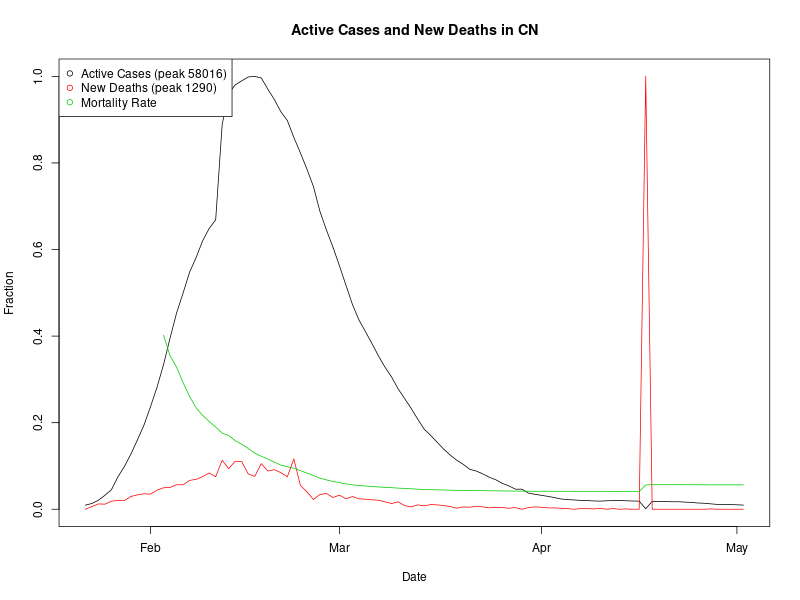 Active Cases and New Deaths in CN
Active Cases (peak 58016)
New Deaths (peak 1290)
Mortality Rate
1.0
0.8
0.6
0.4
0.2
0.0
Fraction
Feb Mar Apr May
Date